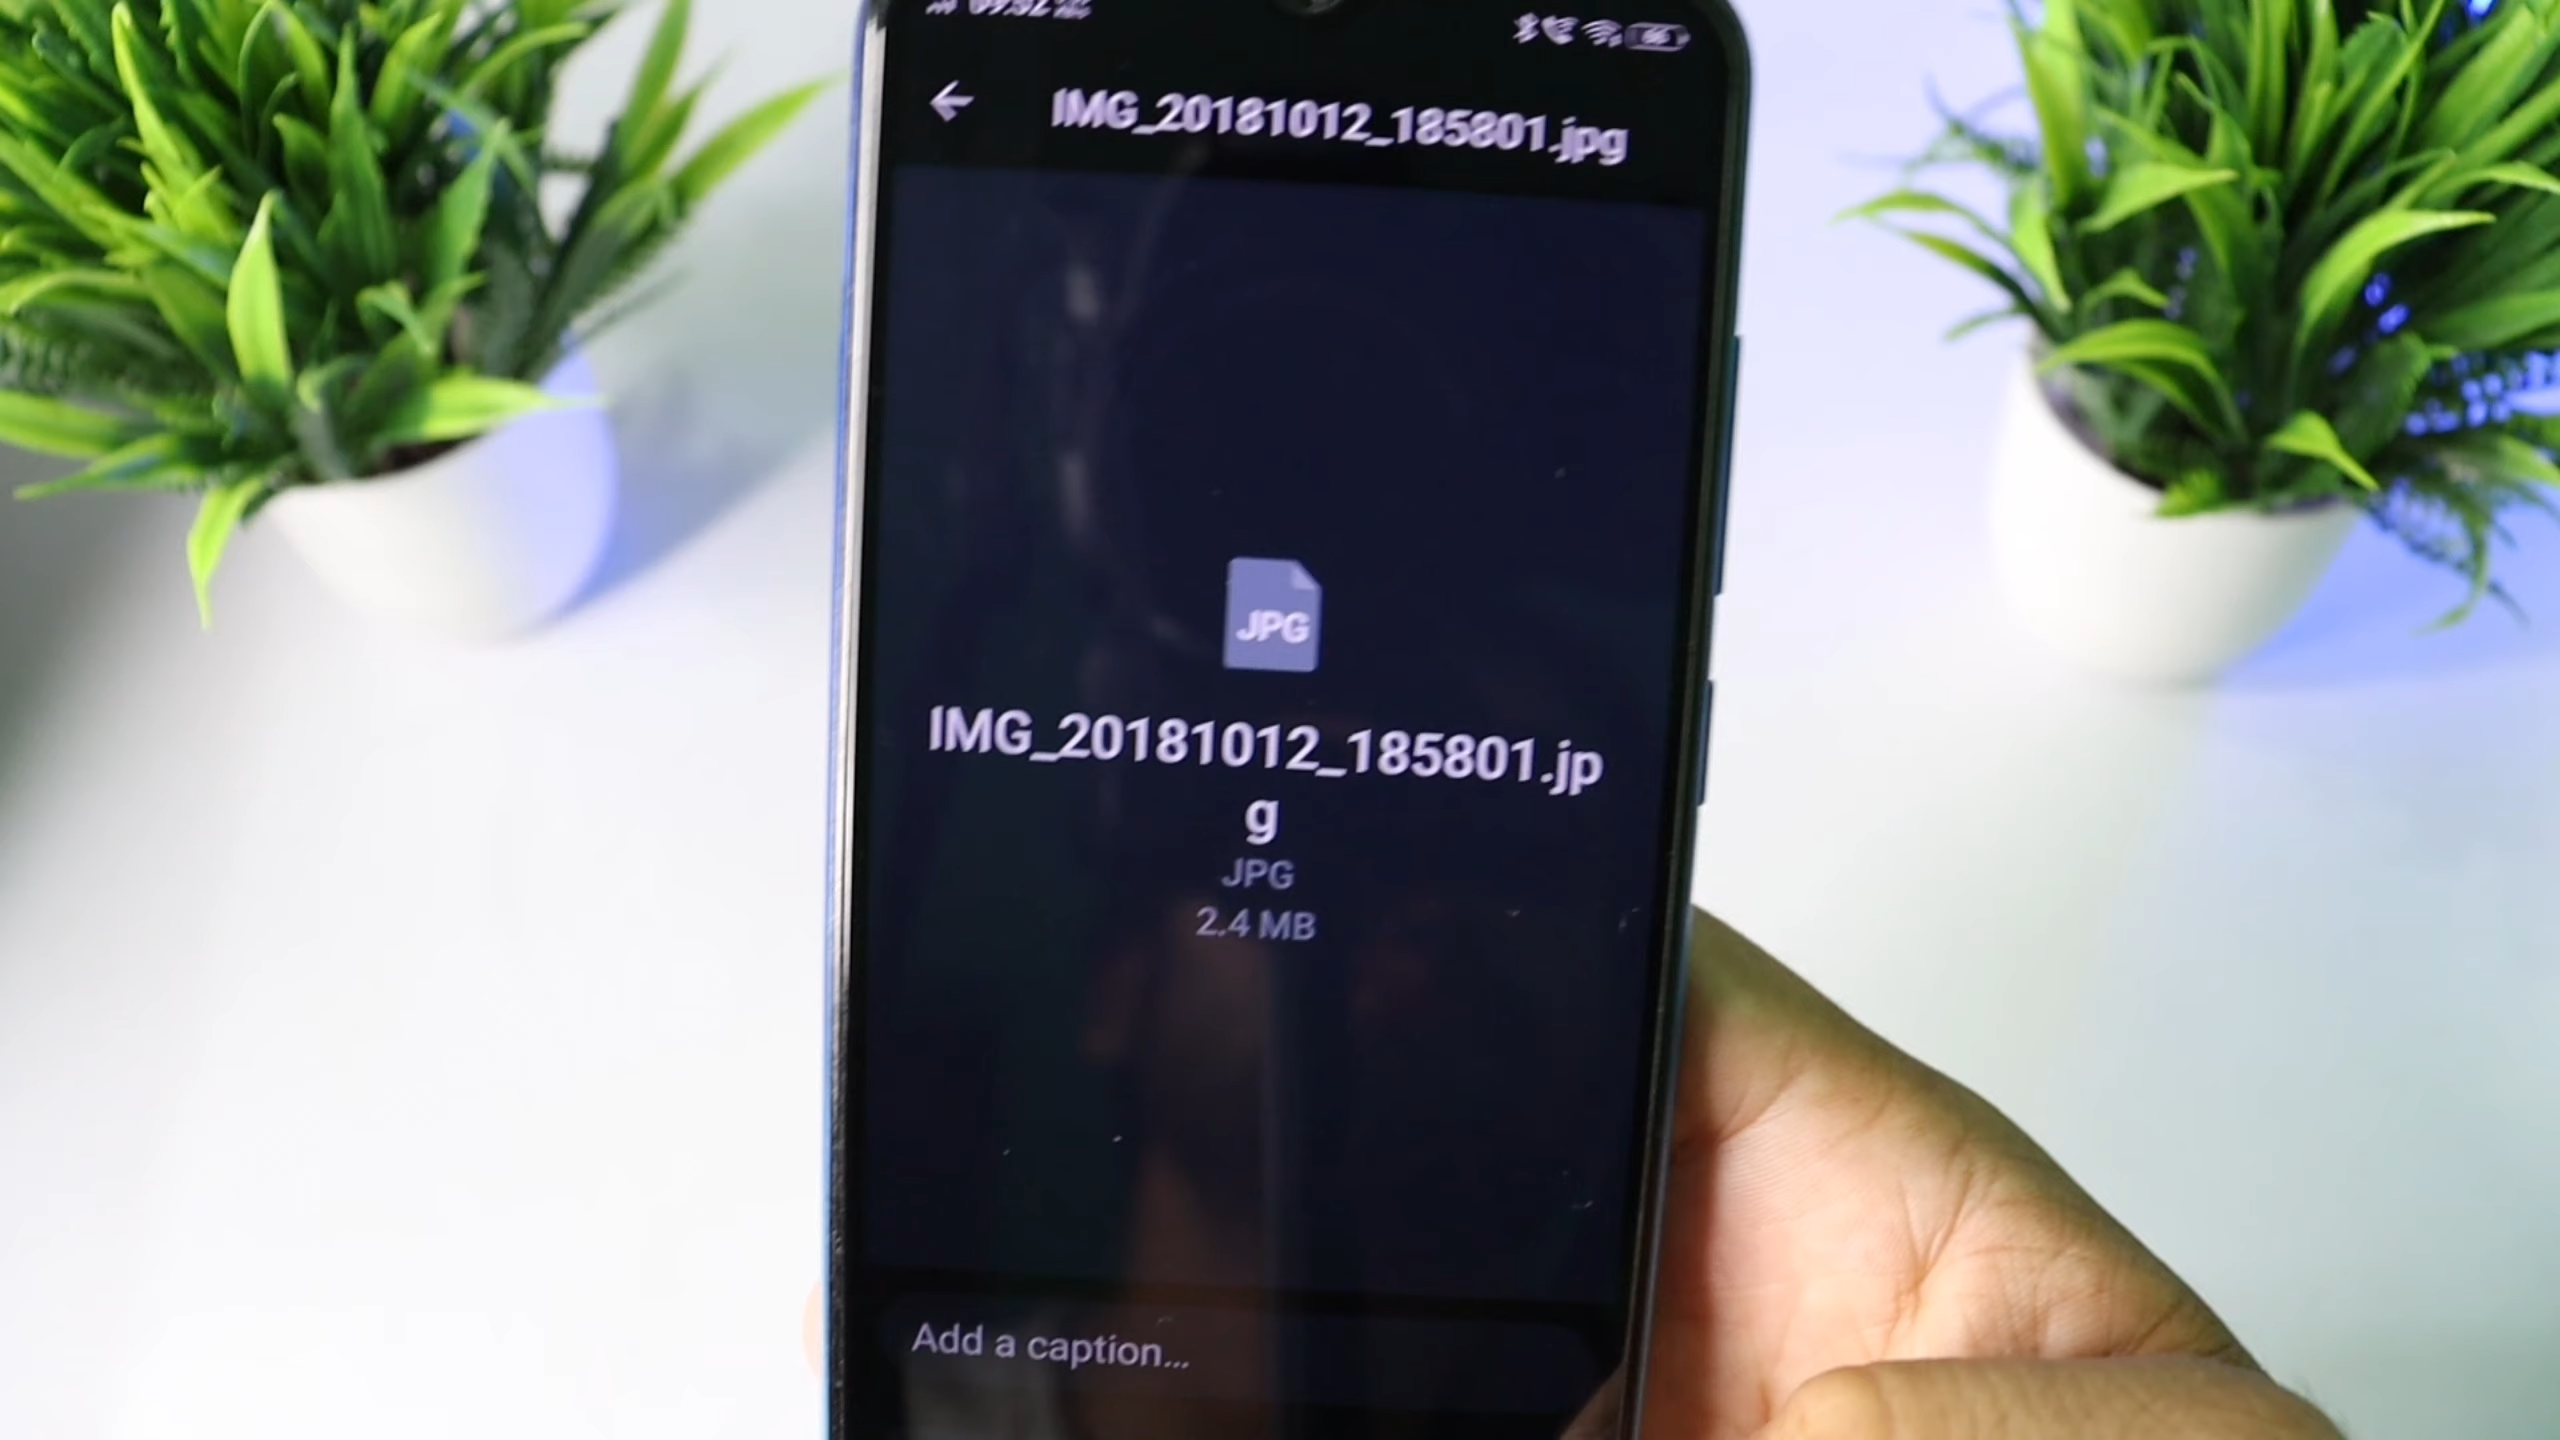 IMG_20181012_185801.jpg
JPG
IMG_20181012_185801.jp
g
JPG
2.4 MB
Add a caption...